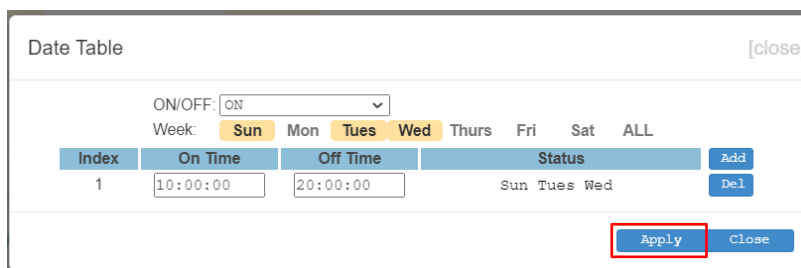 Date Table [close
ON/OFF: ON
Week: Sun Mon Tues Wed Thurs Fri Sat ALL
Index On Time Off Time Status Add
1 10:00:00 20:00:00 Sun Tues Wed Del
Apply Close